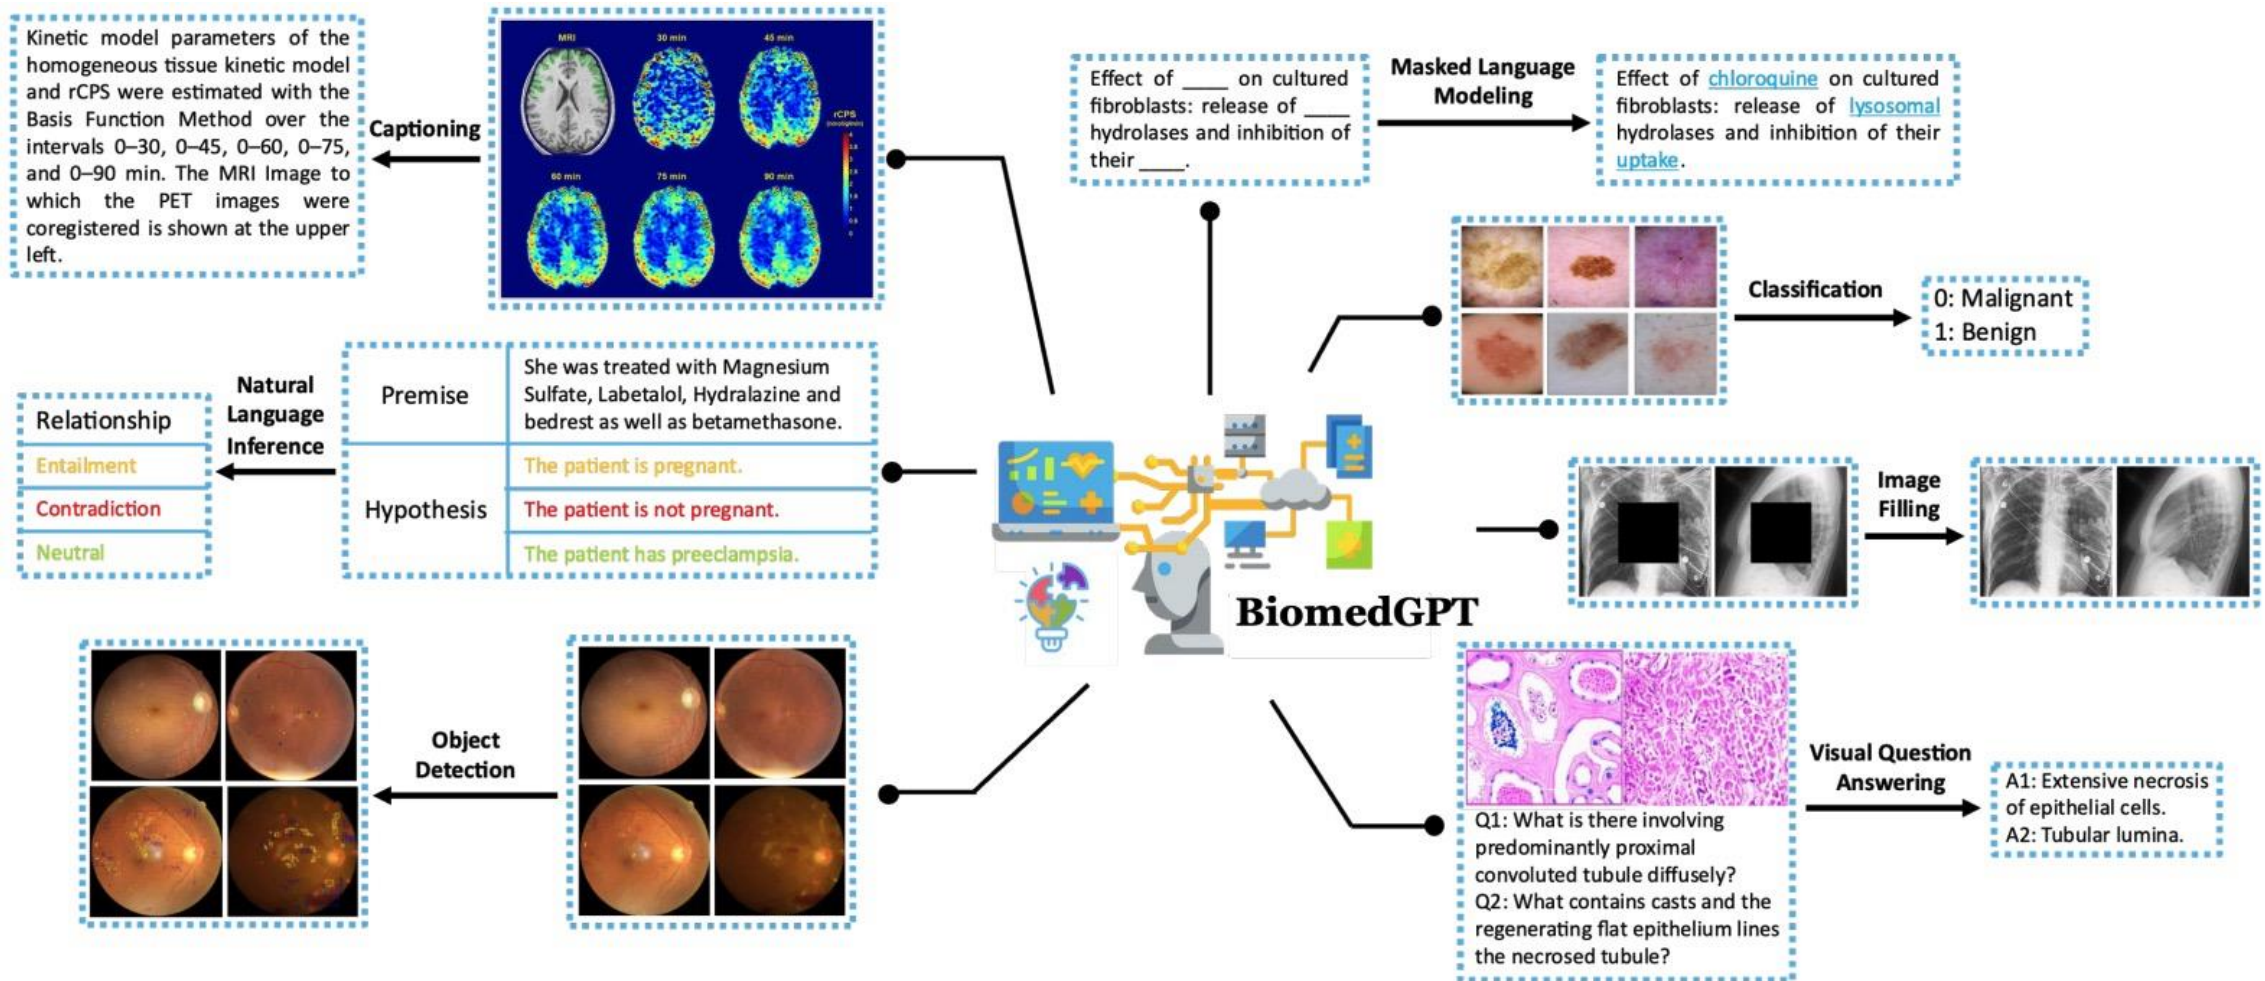 Kinetic model parameters of the
homogeneous tissue kinetic model
and rCPS were estimated with the
Basis Function Method over the
intervals 0–30, 0–45, 0–60, 0–75,
and 0–90 min. The MRI Image to
which the PET images were
coregistered is shown at the upper
left.
Captioning
MRI
30 min
45 min
rCPS
60 min
75 min
90 min
Effect of ____ on cultured
fibroblasts: release of ____
hydrolases and inhibition of
their ____.
Masked Language
Modeling
Effect of chloroquine on cultured
fibroblasts: release of lysosomal
hydrolases and inhibition of their
uptake.
Classification
0: Malignant
1: Benign
Relationship
Entailment
Contradiction
Neutral
Natural
Language
Inference
Premise
She was treated with Magnesium
Sulfate, Labetalol, Hydralazine and
bedrest as well as betamethasone.
Hypothesis
The patient is pregnant.
The patient is not pregnant.
The patient has preeclampsia.
BiomedGPT
Image
Filling
Object
Detection
Q1: What is there involving
predominantly proximal
convoluted tubule diffusely?
Q2: What contains casts and the
regenerating flat epithelium lines
the necrosed tubule?
Visual Question
Answering
A1: Extensive necrosis
of epithelial cells.
A2: Tubular lumina.